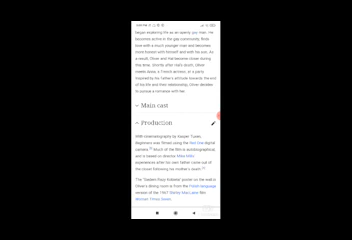 began exploring life as an openly gay man. He
becomes active in the gay community, finds
love with a much younger man and becomes
more honest with himself and with his son. As
a result, Oliver and Hal become closer during
this time. Shortly after Hal's death, Oliver
meets Anna, a French actress, in a party.
Inspired by his father's attitude towards the end
of his life and their relationship, Oliver decides
to pursue a romance with her.
Main cast
Production
With cinematography by Kasper Tuxen,
Beginners was filmed using the Red One digital
camera. Much of the film is autobiographical
and is based on director Mike Mills'
experiences after his own father came out of
the closet following his mother's death.
The "Eastern Fury Knievel" poster on the wall in
Oliver's dining room is from the Polish-language
version of the 1967 Shirley MacLaine film
Woman Times Seven.